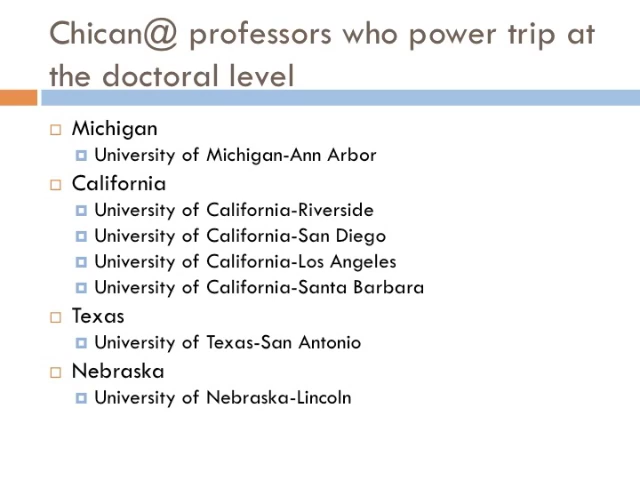 Chican@ professors who power trip at
the doctoral level
Michigan
University of Michigan-Ann Arbor
California
University of California-Riverside
University of California-San Diego
University of California-Los Angeles
University of California-Santa Barbara
Texas
University of Texas-San Antonio
Nebraska
University of Nebraska-Lincoln